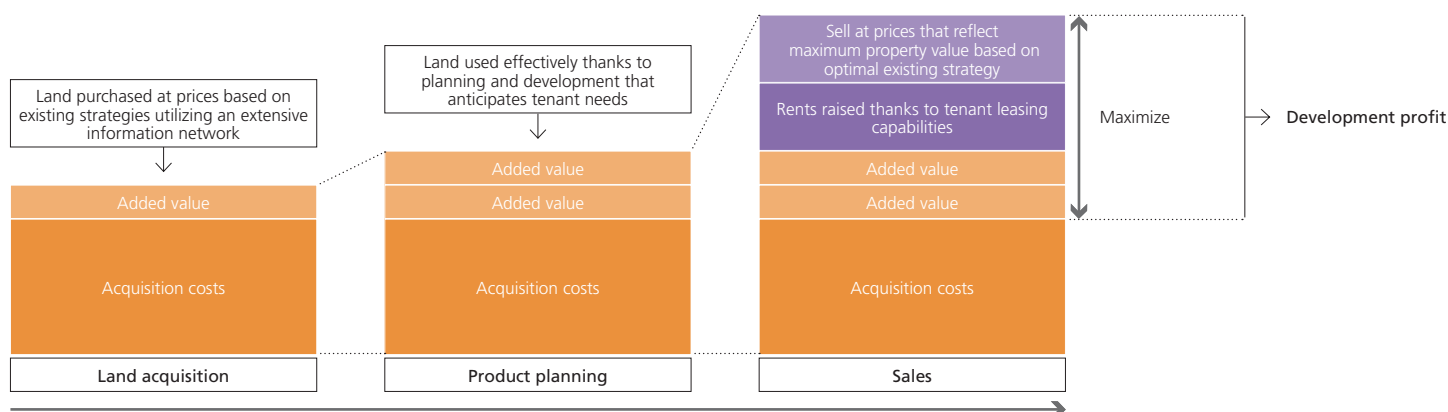 Land purchased at prices based on
existing strategies utilizing an extensive
information network
Added value
Acquisition costs
Land acquisition
Land used effectively thanks to
planning and development that
anticipates tenant needs
Added value
Added value
Acquisition costs
Product planning
Sell at prices that reflect
maximum property value based on
optimal existing strategy
Rents raised thanks to tenant leasing
capabilities
Added value
Added value
Acquisition costs
Sales
Maximize
Development profit